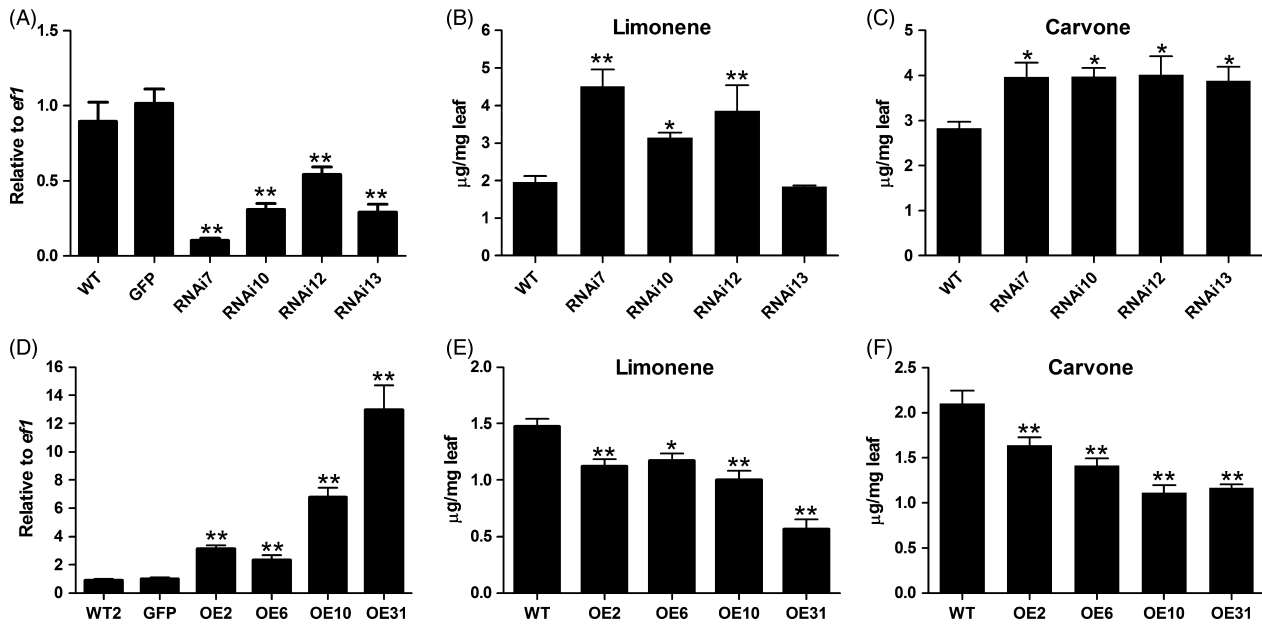 (A)
1.5
1.0
0.5
0.0
Relative to ef1
** ** ** **
WT GFP RNAi7 RNAi10 RNAi12 RNAi13
(B)
Limonene
6
5
4
3
2
1
0
µg/mg leaf
** * **
WT RNAi7 RNAi10 RNAi12 RNAi13
(C)
Carvone
5
4
3
2
1
0
µg/mg leaf
* * * *
WT RNAi7 RNAi10 RNAi12 RNAi13
(D)
16
14
12
10
8
6
4
2
0
Relative to ef1
** ** ** **
WT2 GFP OE2 OE6 OE10 OE31
(E)
Limonene
2.0
1.5
1.0
0.5
0.0
µg/mg leaf
** * ** **
WT OE2 OE6 OE10 OE31
(F)
Carvone
2.5
2.0
1.5
1.0
0.5
0.0
µg/mg leaf
** ** ** **
WT OE2 OE6 OE10 OE31